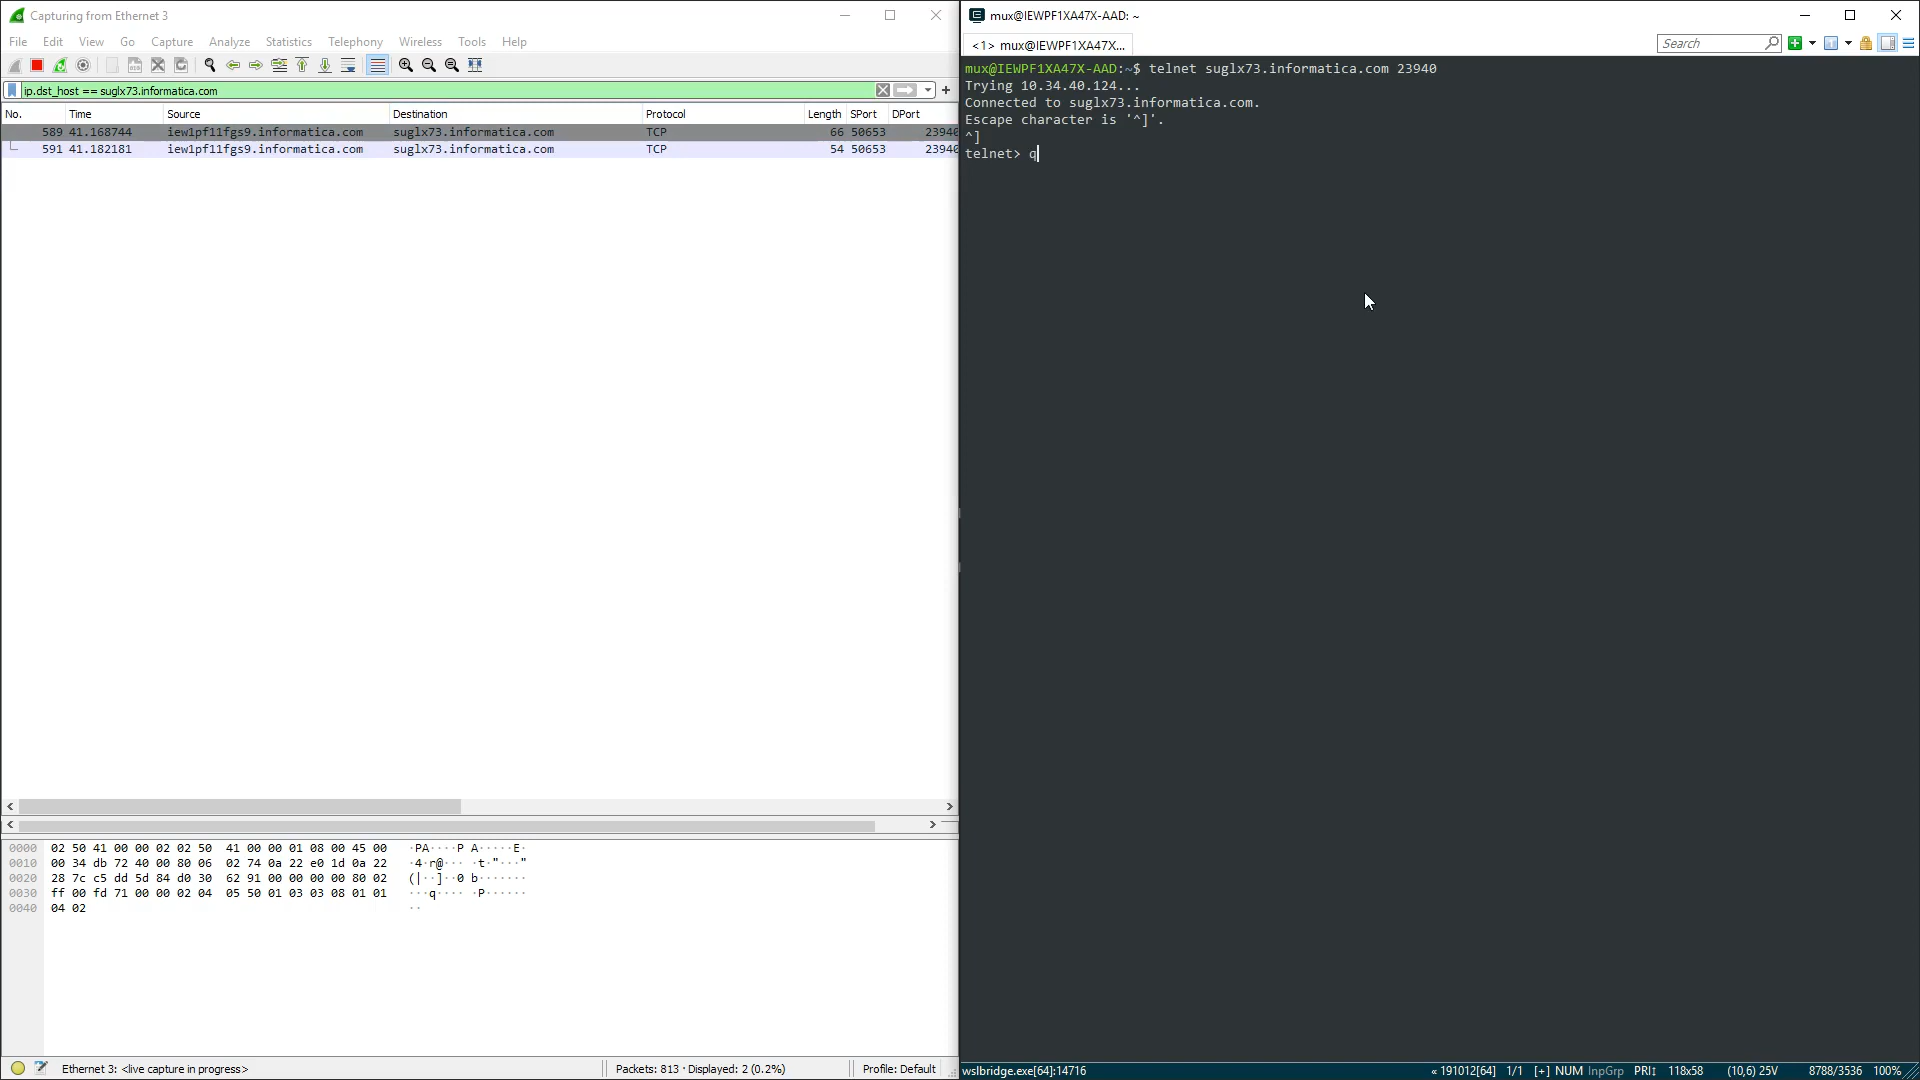 Capturing from Ethernet 3
File Edit View Go Capture Analyze Statistics Telephony Wireless Tools Help
ip.dst_host == suglx73.informatica.com
No. Time Source Destination Protocol Length SPort DPort
589 41.168744 iew1pf11fgs9.informatica.com suglx73.informatica.com TCP 66 50653 23940
591 41.182181 iew1pf11fgs9.informatica.com suglx73.informatica.com TCP 54 50653 23940
0000 02 50 41 00 00 02 02 50 41 00 00 01 08 00 45 00 ·PA····P A·····E·
0010 00 34 db 72 40 00 80 06 02 74 0a 22 e0 1d 0a 22 ·4·r@··· ·t·"···"
0020 28 7c c5 dd 5d 84 d0 30 62 91 00 00 00 00 80 02 (|··]··0 b·······
0030 ff 00 fd 71 00 00 02 04 05 50 01 03 03 08 01 01 ···q···· ·P······
0040 04 02 ··
Ethernet 3: <live capture in progress> Packets: 813 · Displayed: 2 (0.2%) Profile: Default
mux@IEWPF1XA47X-AAD: ~
<1> mux@IEWPF1XA47X...
Search
mux@IEWPF1XA47X-AAD:~$ telnet suglx73.informatica.com 23940
Trying 10.34.40.124...
Connected to suglx73.informatica.com.
Escape character is '^]'.
^]
telnet> q
wslbridge.exe[64]:14716 « 191012[64] 1/1 [+] NUM InpGrp PRI↕ 118x58 (10,6) 25V 8788/3536 100%